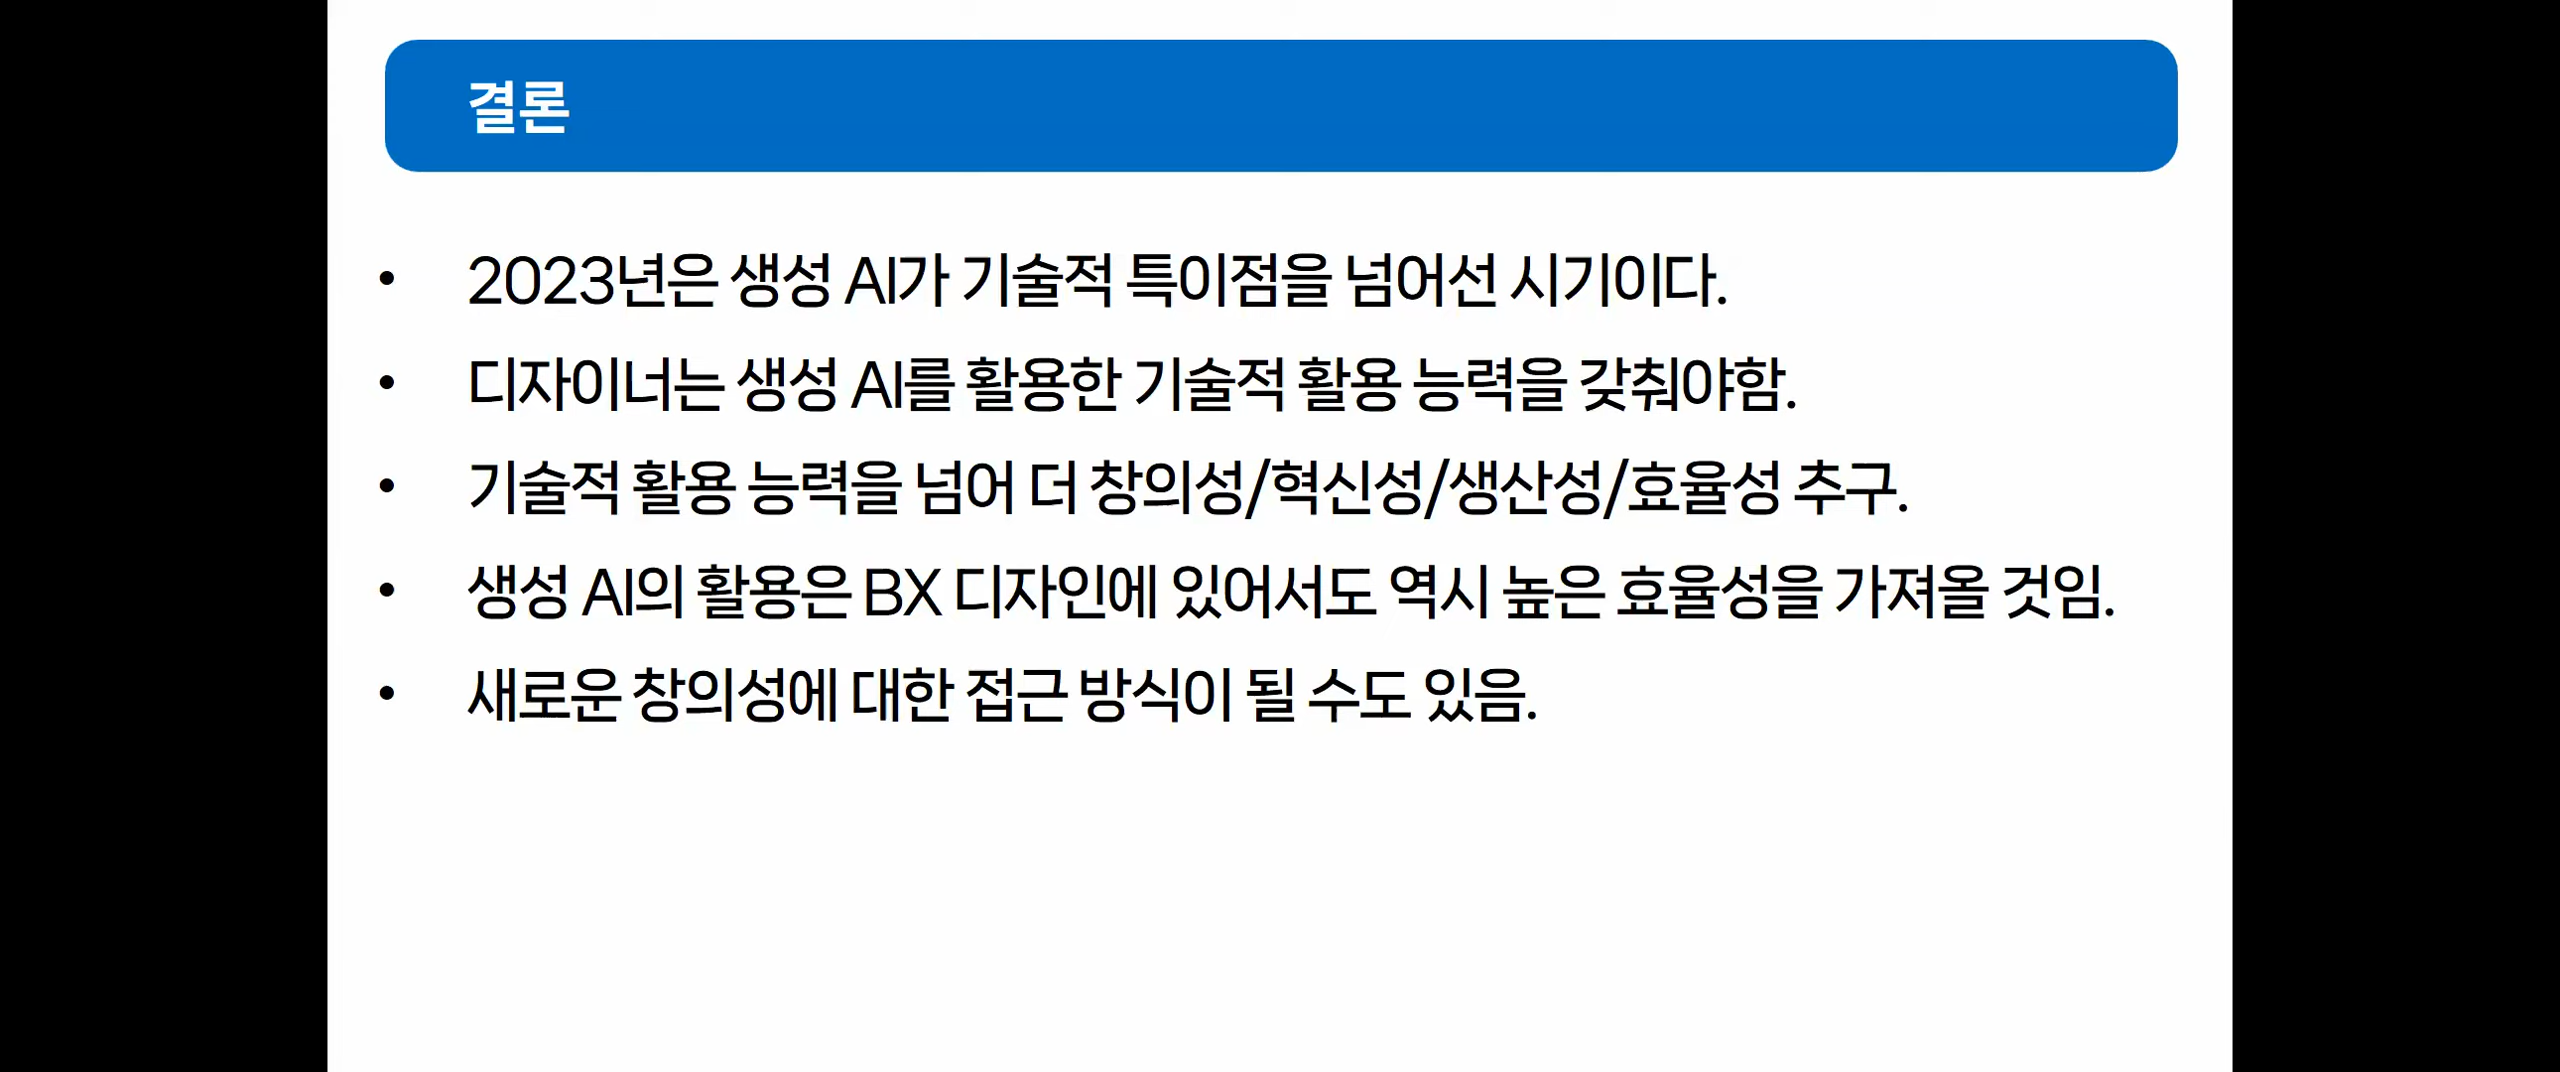 결론
• 2023년은 생성 AI가 기술적 특이점을 넘어선 시기이다.
• 디자이너는 생성 AI를 활용한 기술적 활용 능력을 갖춰야함.
• 기술적 활용 능력을 넘어 더 창의성/혁신성/생산성/효율성 추구.
• 생성 AI의 활용은 BX 디자인에 있어서도 역시 높은 효율성을 가져올 것임.
• 새로운 창의성에 대한 접근 방식이 될 수도 있음.